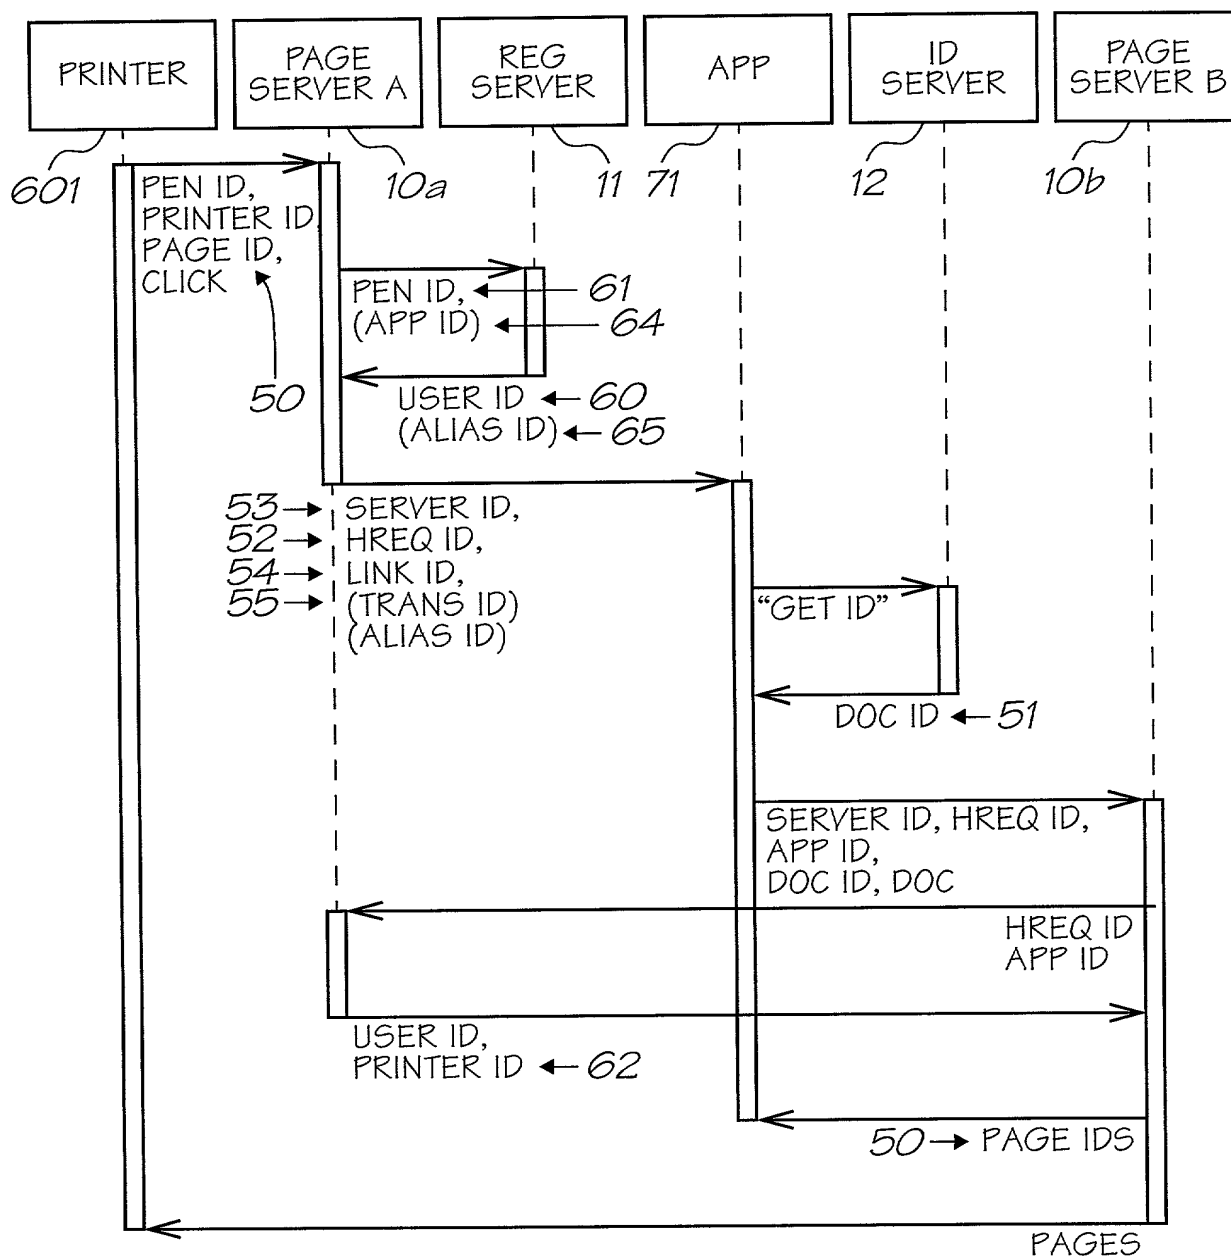 PRINTER
PAGE
SERVER A
REG
SERVER
APP
ID
SERVER
PAGE
SERVER B
601
10a
11
71
12
10b
PEN ID,
PRINTER ID
PAGE ID,
CLICK
50
PEN ID,
61
(APP ID)
64
USER ID
60
(ALIAS ID)
65
53
SERVER ID,
52
HREQ ID,
54
LINK ID,
55
(TRANS ID)
(ALIAS ID)
"GET ID"
DOC ID
51
SERVER ID, HREQ ID,
APP ID,
DOC ID, DOC
HREQ ID
APP ID
USER ID,
PRINTER ID
62
50
PAGE IDS
PAGES